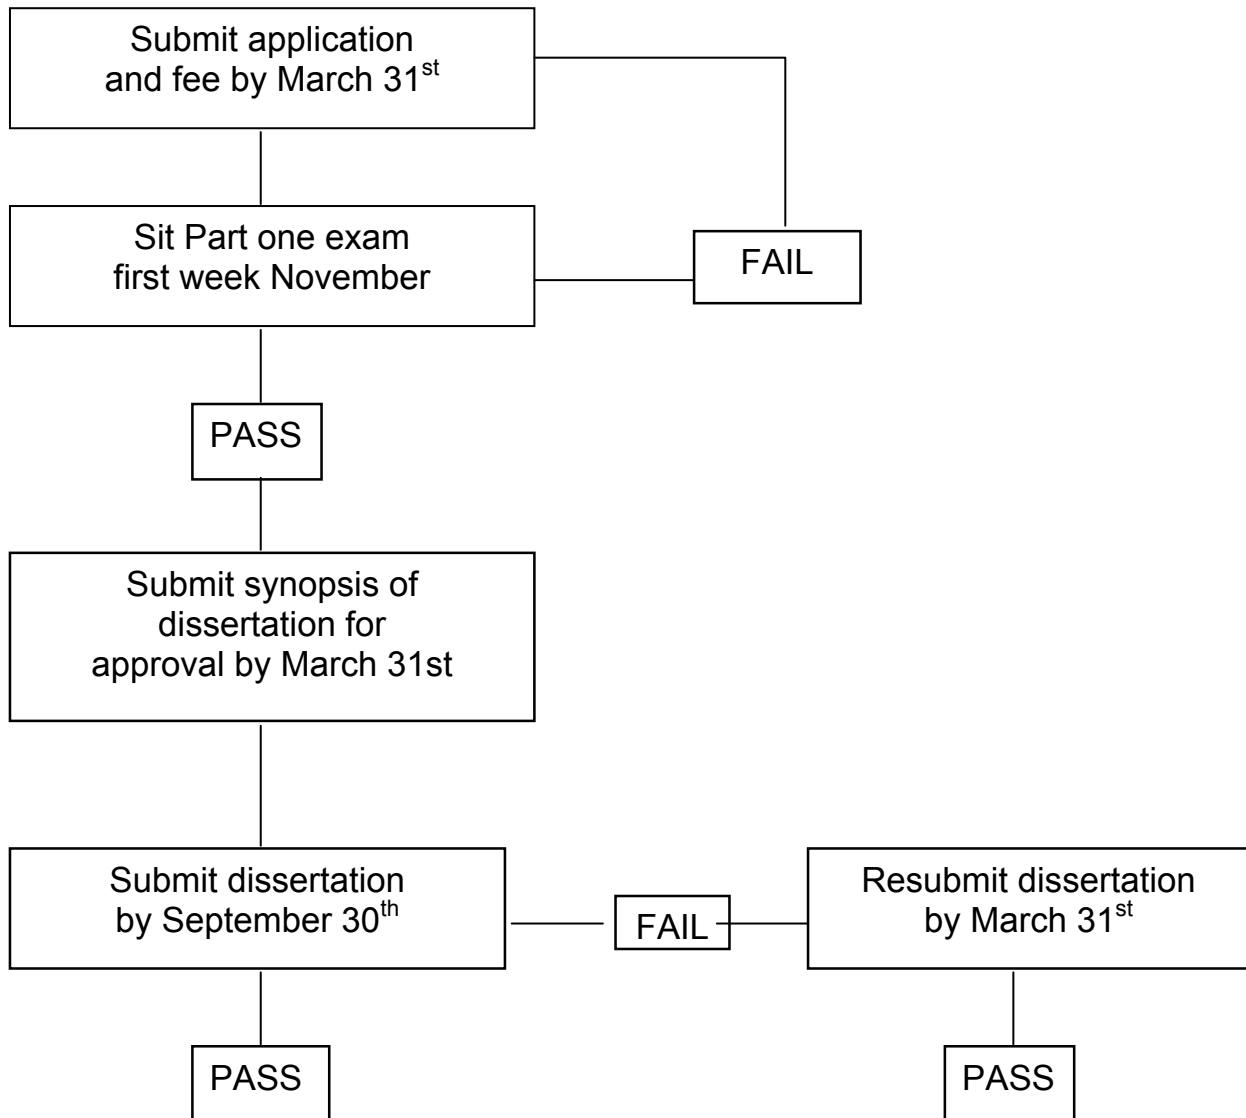 Submit application
and fee by March 31st
Sit Part one exam
first week November
FAIL
PASS
Submit synopsis of
dissertation for
approval by March 31st
Submit dissertation
by September 30th
FAIL
Resubmit dissertation
by March 31st
PASS
PASS